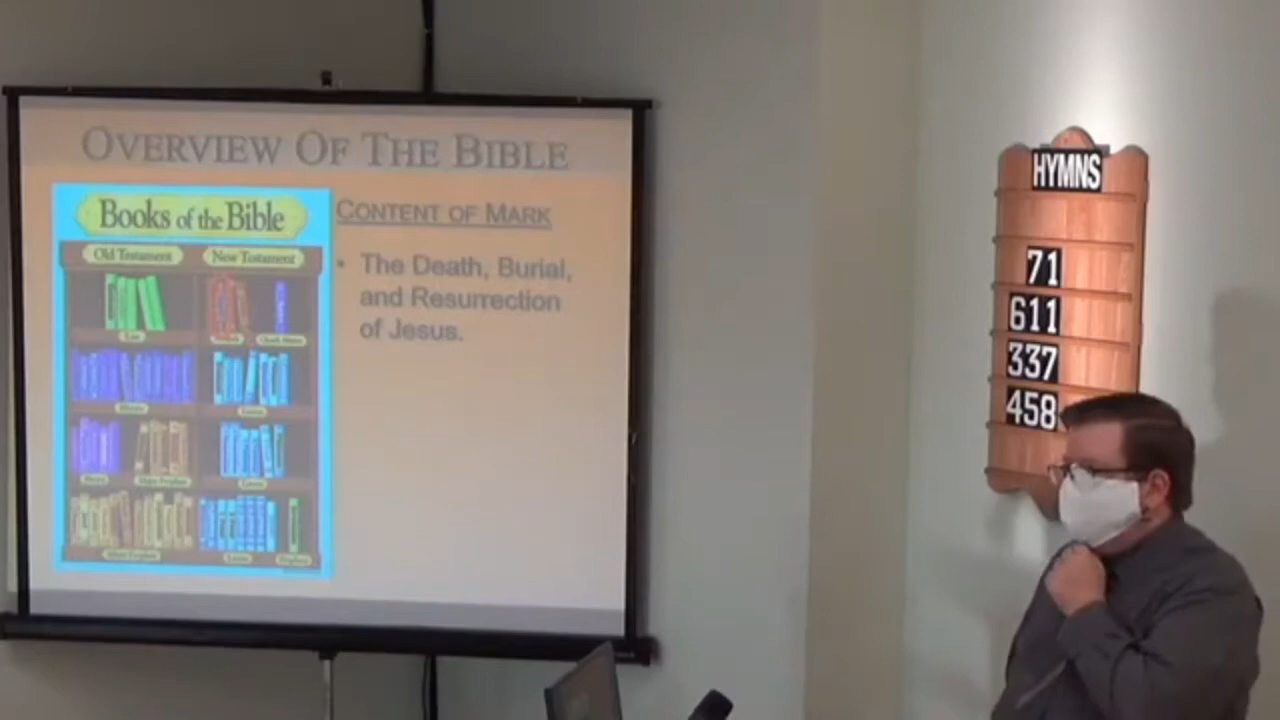 OVERVIEW OF THE BIBLE
Books of the Bible
Old Testament
New Testament
CONTENT OF MARK
• The Death, Burial,
and Resurrection
of Jesus.
HYMNS
71
611
337
458